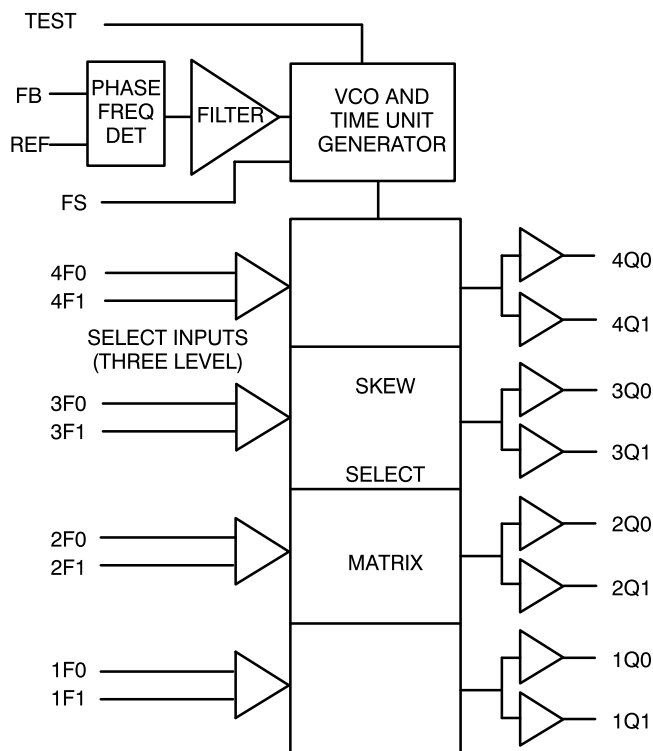 TEST
FB
REF
PHASE
FREQ
DET
FILTER
VCO AND
TIME UNIT
GENERATOR
FS
4F0
4F1
SELECT INPUTS
(THREE LEVEL)
3F0
3F1
2F0
2F1
1F0
1F1
SKEW
SELECT
MATRIX
4Q0
4Q1
3Q0
3Q1
2Q0
2Q1
1Q0
1Q1